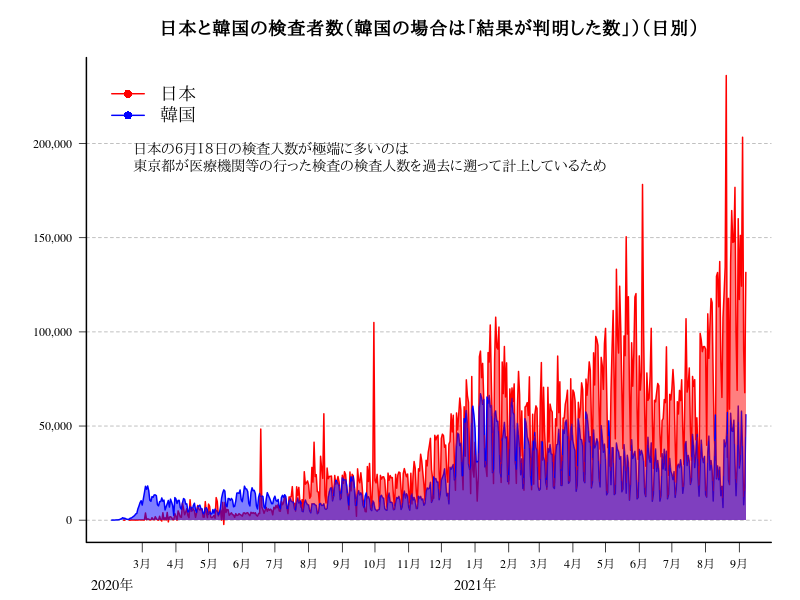 日本と韓国の検査者数(韓国の場合は「結果が判明した数」)(日別)
日本
韓国
日本の6月18日の検査人数が極端に多いのは
東京都が医療機関等の行った検査の検査人数を過去に遡って計上しているため
200,000
150,000
100,000
50,000
0
3月 4月 5月 6月 7月 8月 9月 10月 11月 12月 1月 2月 3月 4月 5月 6月 7月 8月 9月
2020年 2021年